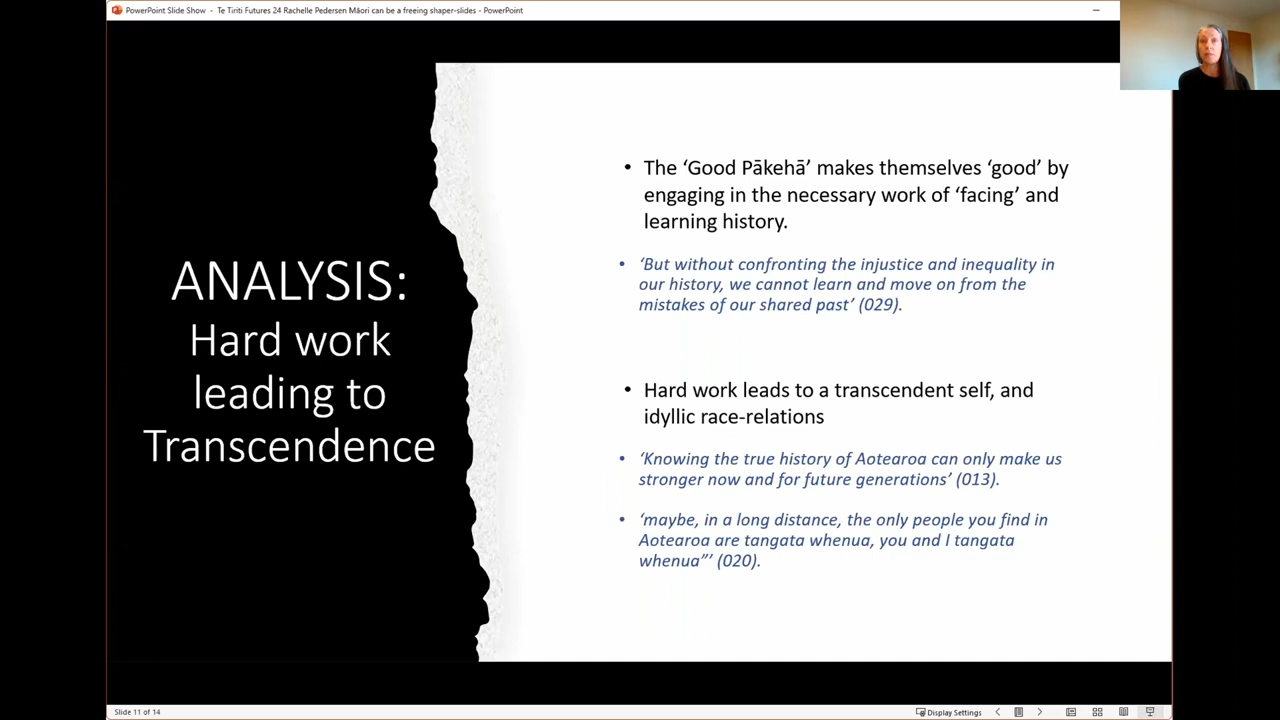 PowerPoint Slide Show - Te Tiriti Futures 24 Rachelle Pedersen Māori can be a freeing shaper-slides - PowerPoint
ANALYSIS:
Hard work
leading to
Transcendence
• The ‘Good Pākehā’ makes themselves ‘good’ by
engaging in the necessary work of ‘facing’ and
learning history.
• ‘But without confronting the injustice and inequality in
our history, we cannot learn and move on from the
mistakes of our shared past’ (029).
• Hard work leads to a transcendent self, and
idyllic race-relations
• ‘Knowing the true history of Aotearoa can only make us
stronger now and for future generations’ (013).
• ‘maybe, in a long distance, the only people you find in
Aotearoa are tangata whenua, you and I tangata
whenua”’ (020).
Slide 11 of 14
Display Settings